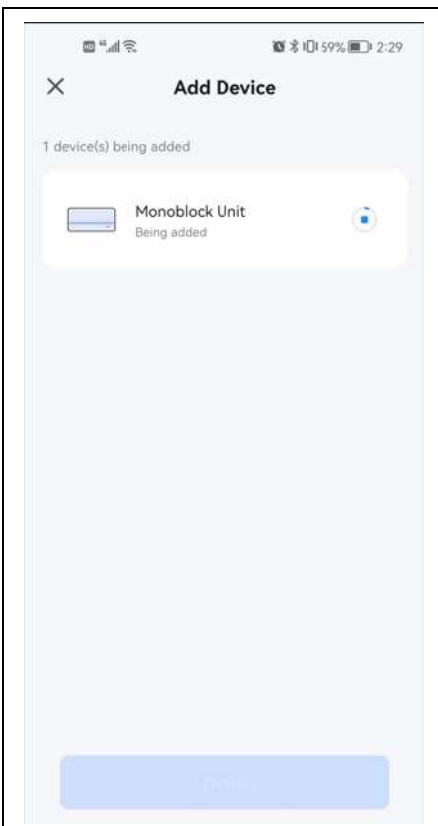 59% 2:29
Add Device
1 device(s) being added
Monoblock Unit
Being added